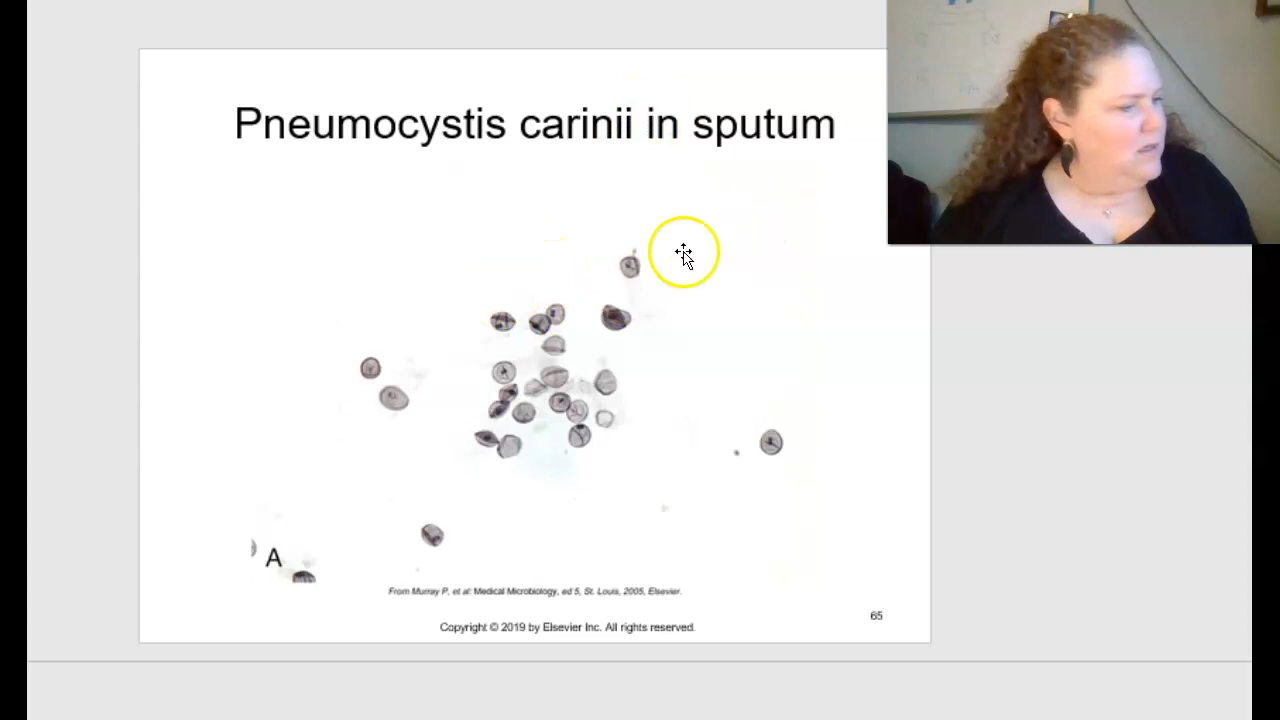 Pneumocystis carinii in sputum
A
From Murray P, et al: Medical Microbiology, ed 5, St. Louis, 2005, Elsevier.
65
Copyright © 2019 by Elsevier Inc. All rights reserved.